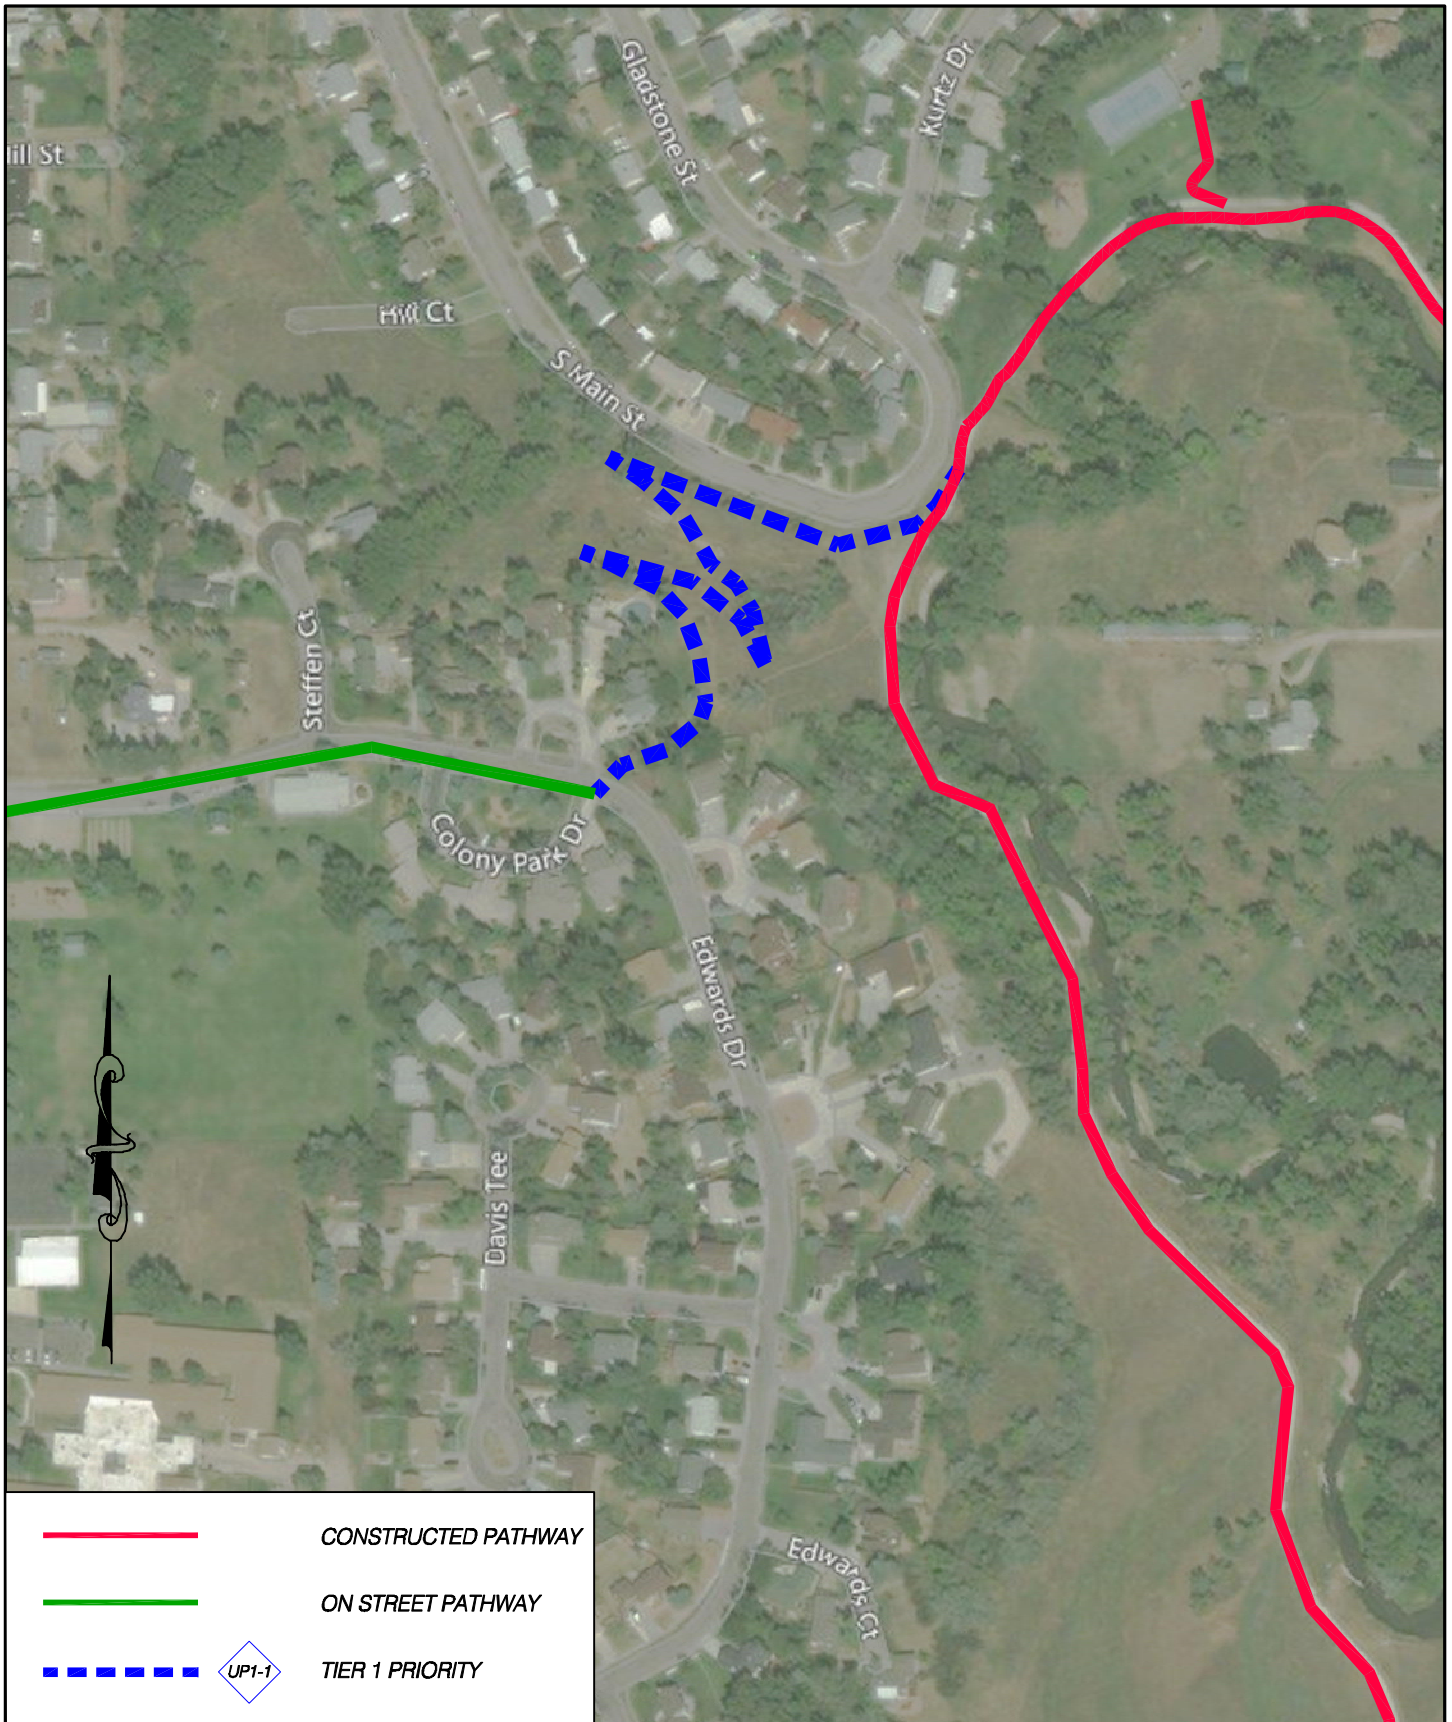 Gladstone St
Kurtz Dr
ill St
Hill Ct
S Main St
Steffen Ct
Colony Park Dr
Edwards Dr
Davis Tee
Edwards Ct
CONSTRUCTED PATHWAY
ON STREET PATHWAY
UP1-1
TIER 1 PRIORITY